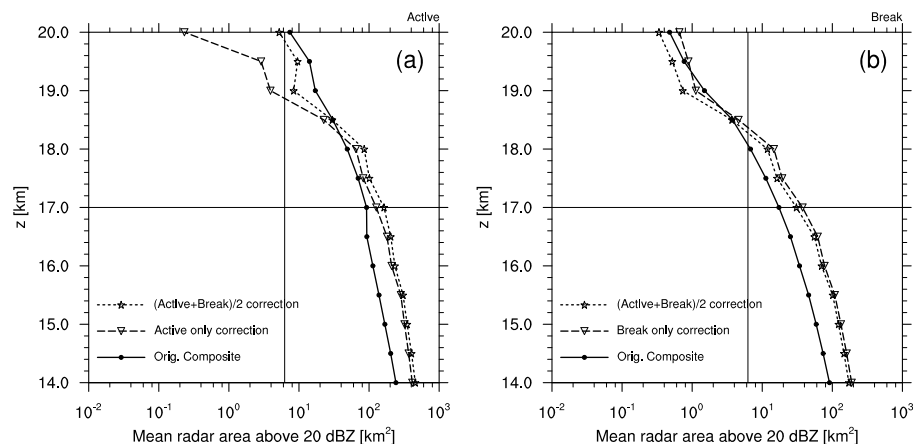 Active
Break
20.0
19.0
18.0
17.0
16.0
15.0
14.0
z [km]
(a)
(Active+Break)/2 correction
Active only correction
Orig. Composite
10-2
10-1
100
101
102
103
Mean radar area above 20 dBZ [km2]
20.0
19.0
18.0
17.0
16.0
15.0
14.0
z [km]
(b)
(Active+Break)/2 correction
Break only correction
Orig. Composite
10-2
10-1
100
101
102
103
Mean radar area above 20 dBZ [km2]